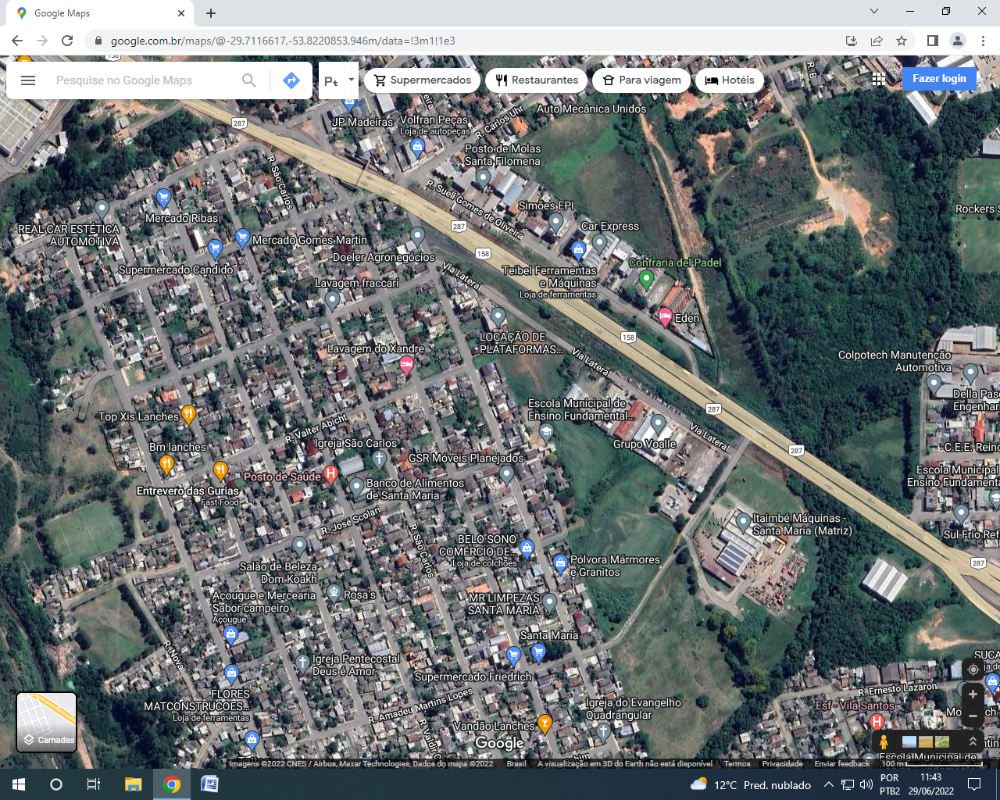 Google Maps
google.com.br/maps/@-29.7116617,-53.8220853,946m/data=!3m1!1e3
158
Pesquise no Google Maps
Supermercados
Restaurantes
Para viagem
Hotéis
Fazer login
R. B
eira
R. Carlos Uhr
Auto Mecânica Unidos
287
JP Madeiras
Volfran Peças
Loja de autopeças
Posto de Molas
Santa Filomena
R. São Carlos
R. Sueli Gomes de Oliveira
Simões EPI
Rockers S
Mercado Ribas
REAL CAR ESTÉTICA
AUTOMOTIVA
287
Car Express
Mercado Gomes Martin
Doeler Agronegócios
158
Supermercado Candido
Via Lateral
Teibel Ferramentas
e Máquinas
Loja de ferramentas
Confraria del Padel
Lavagem fraccari
Eden
LOCAÇÃO DE
PLATAFORMAS...
158
Lavagem do Xandre
Via Lateral
Colpotech Manutenção
Automotiva
Della Pas
Engenhar
Escola Municipal de
Ensino Fundamental...
287
Top Xis Lanches
R. Valter Abicht
Via Lateral
Bm lanches
Igreja São Carlos
Grupo Voalle
287
C.E.E. Reino
GSR Móveis Planejados
Posto de Saúde
Banco de Alimentos
de Santa Maria
Escola Municipal
Ensino Fundamenta
Entrevero das Gurias
Fast Food
R. José Scolari
R. São Carlos
Itaimbé Máquinas -
Santa Maria (Matriz)
Sul Frio Ref
BELO SONO
COMÉRCIO DE...
Loja de colchões
Pólvora Mármores
e Granitos
287
Salão de Beleza
Dom Koakh
Açougue e Mercearia
Sabor campeiro
Açougue
Rosa's
MR LIMPEZAS
SANTA MARIA
Santa Maria
R. Nova
Igreja Pentecostal
Deus é Amor
Supermercado Friedrich
SUCA
R. Ernesto Lazaron
FLORES
MATCONSTRUCOES...
Loja de ferramentas
R. Amadeu Martins Lopes
Igreja do Evangelho
Quadrangular
Esf - Vila Santos
Vandão Lanches
Google
Camadas
R. Valdir C
Escola Municipal de
Imagens ©2022 CNES / Airbus, Maxar Technologies, Dados do mapa ©2022
Brasil
A visualização em 3D do Earth não está disponível
Termos
Privacidade
Enviar feedback
100 m
12°C Pred. nublado
POR
PTB2
11:43
29/06/2022